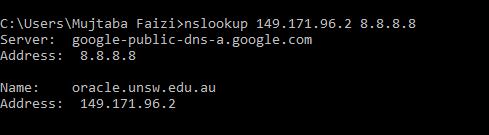 C:\Users\Mujtaba Faizi>nslookup 149.171.96.2 8.8.8.8
Server:  google-public-dns-a.google.com
Address:  8.8.8.8
Name:    oracle.unsw.edu.au
Address:  149.171.96.2